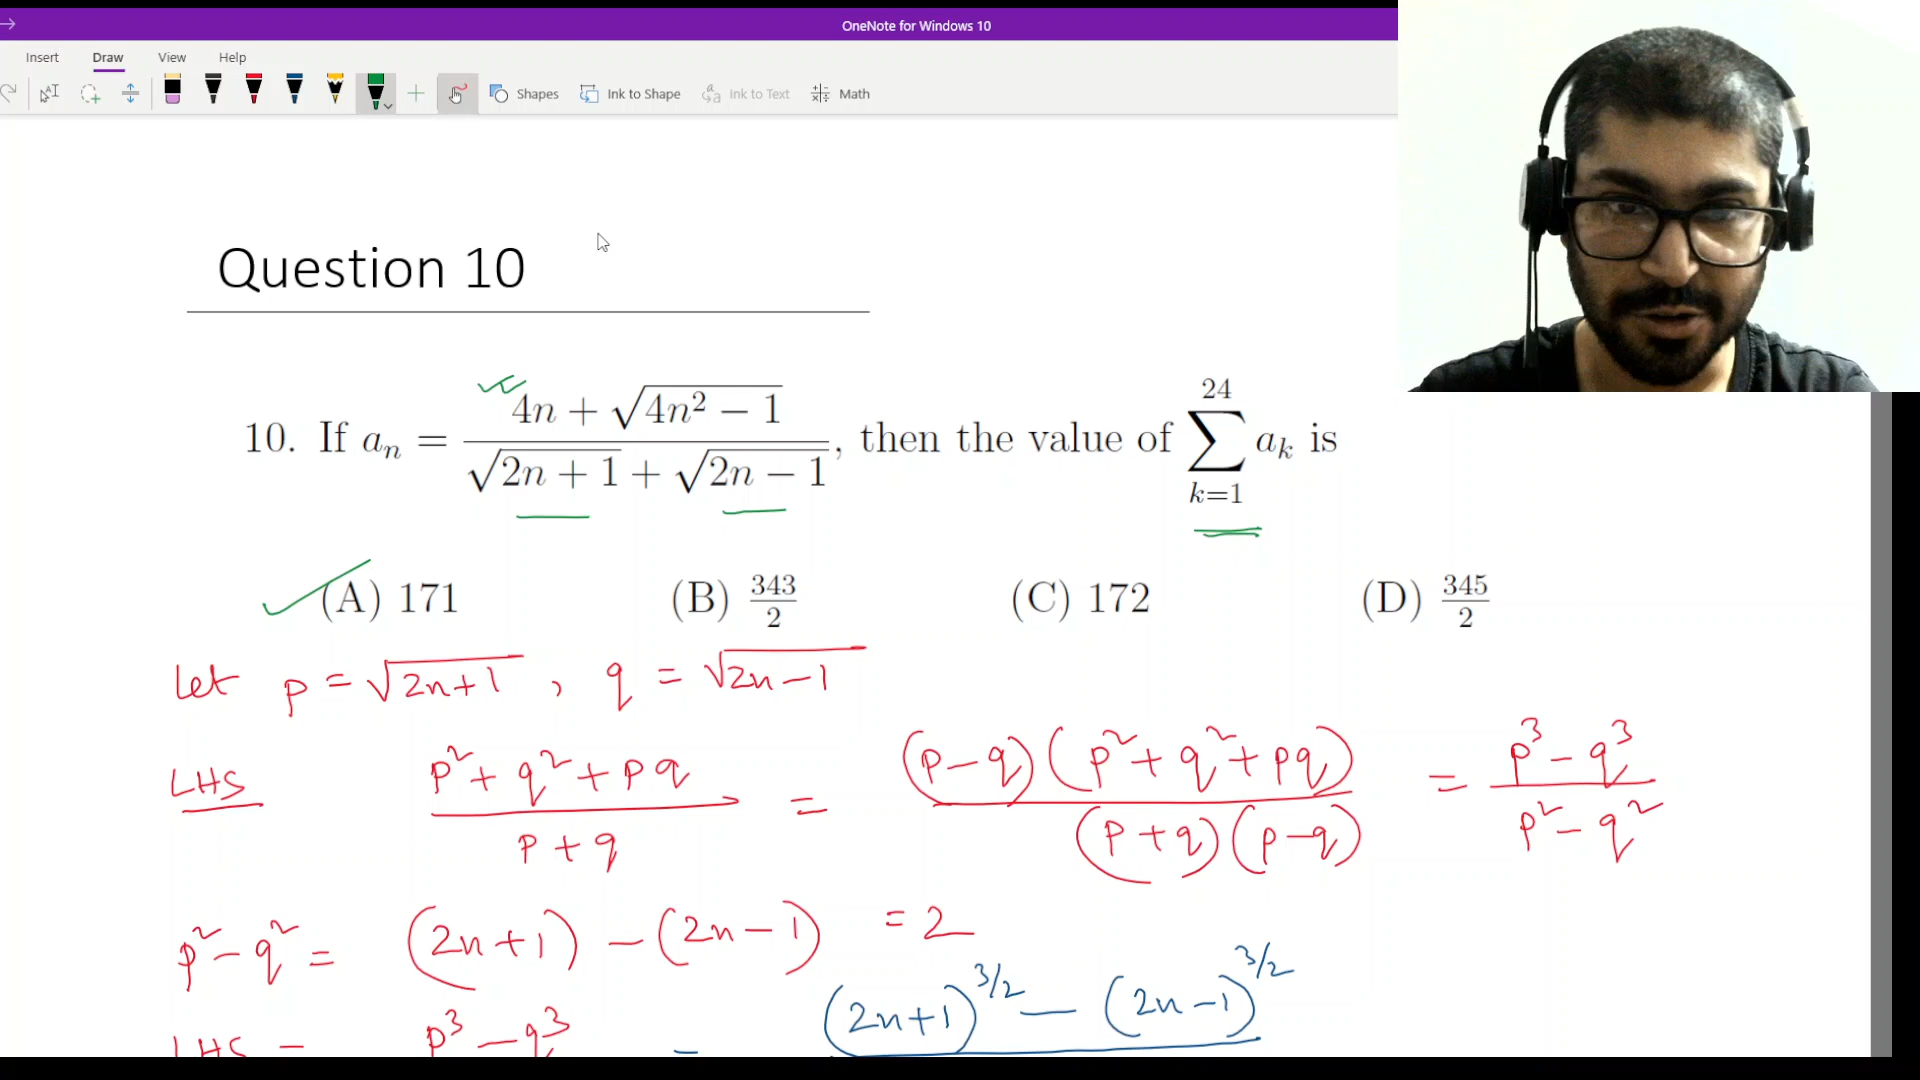 OneNote for Windows 10
Insert Draw View Help
Shapes Ink to Shape Ink to Text Math
Question 10
10. If aₙ = (4n + √(4n² − 1)) / (√(2n + 1) + √(2n − 1)), then the value of ∑_{k=1}^{24} aₖ is
(A) 171 (B) 343/2 (C) 172 (D) 345/2
Let p = √(2n+1) , q = √(2n−1)
LHS (p² + q² + pq) / (p + q) = ((p−q)(p²+q²+pq)) / ((p+q)(p−q)) = (p³ − q³) / (p² − q²)
p² − q² = (2n+1) − (2n−1) = 2
LHS = p³ − q³ = (2n+1)^{3/2} − (2n−1)^{3/2}